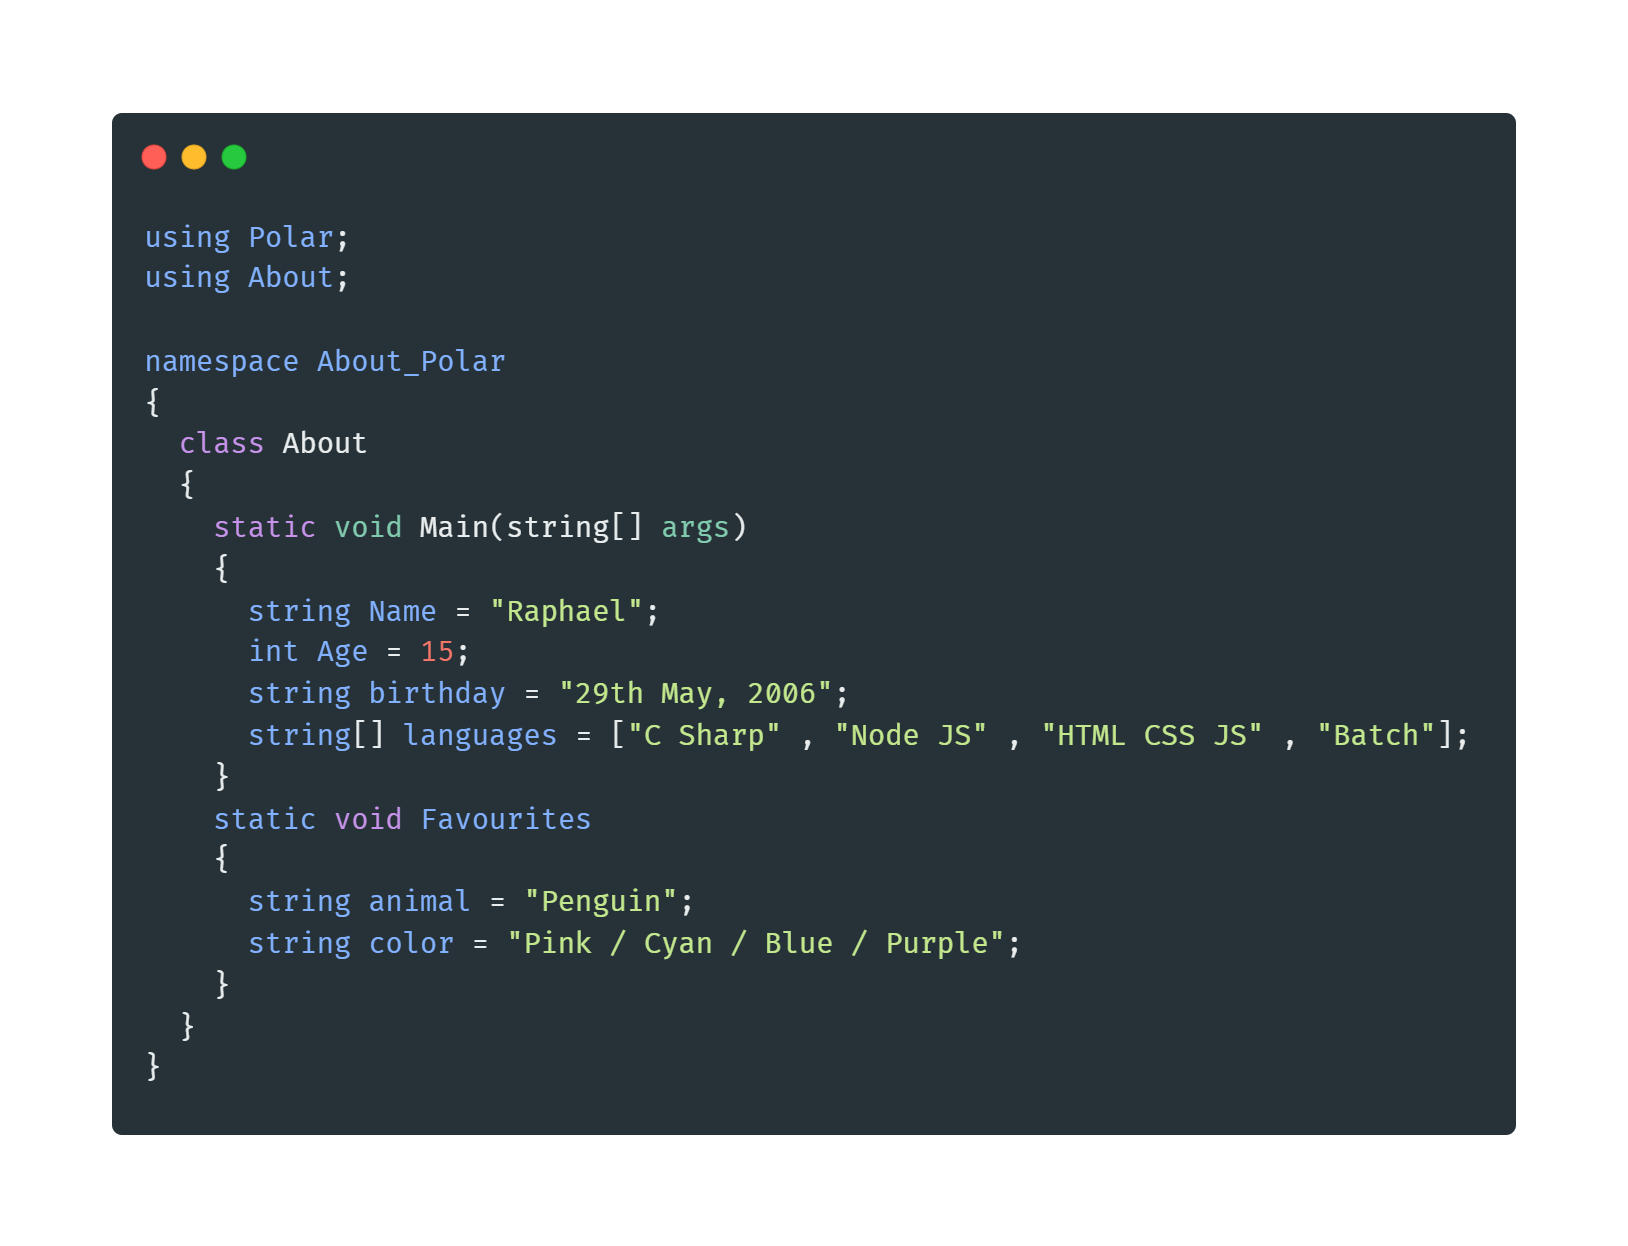 using Polar;
using About;

namespace About_Polar
{
  class About
  {
    static void Main(string[] args)
    {
      string Name = "Raphael";
      int Age = 15;
      string birthday = "29th May, 2006";
      string[] languages = ["C Sharp" , "Node JS" , "HTML CSS JS" , "Batch"];
    }
    static void Favourites
    {
      string animal = "Penguin";
      string color = "Pink / Cyan / Blue / Purple";
    }
  }
}